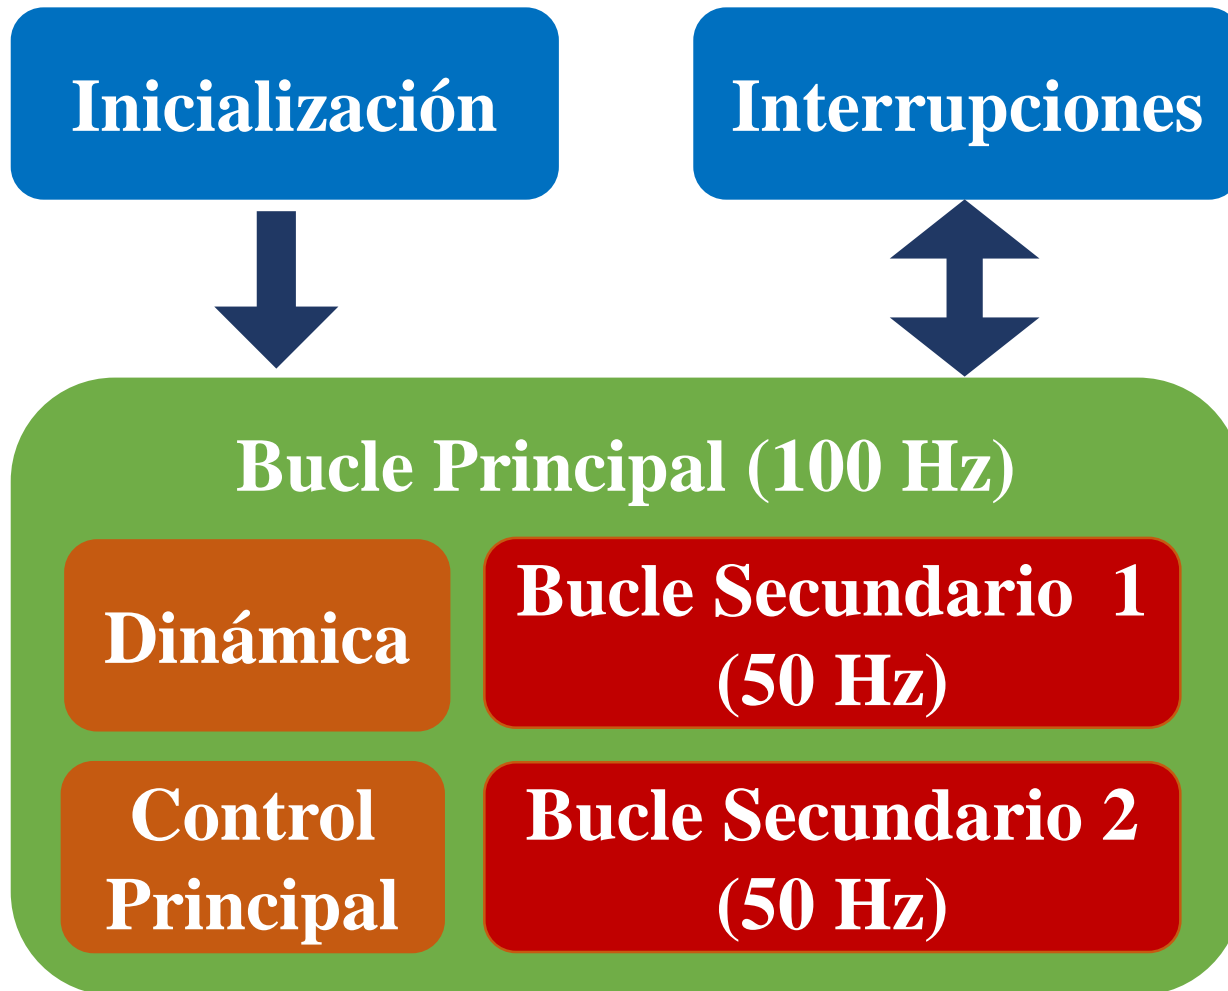 Inicialización
Interrupciones
Bucle Principal (100 Hz)
Dinámica
Bucle Secundario 1
(50 Hz)
Control
Principal
Bucle Secundario 2
(50 Hz)